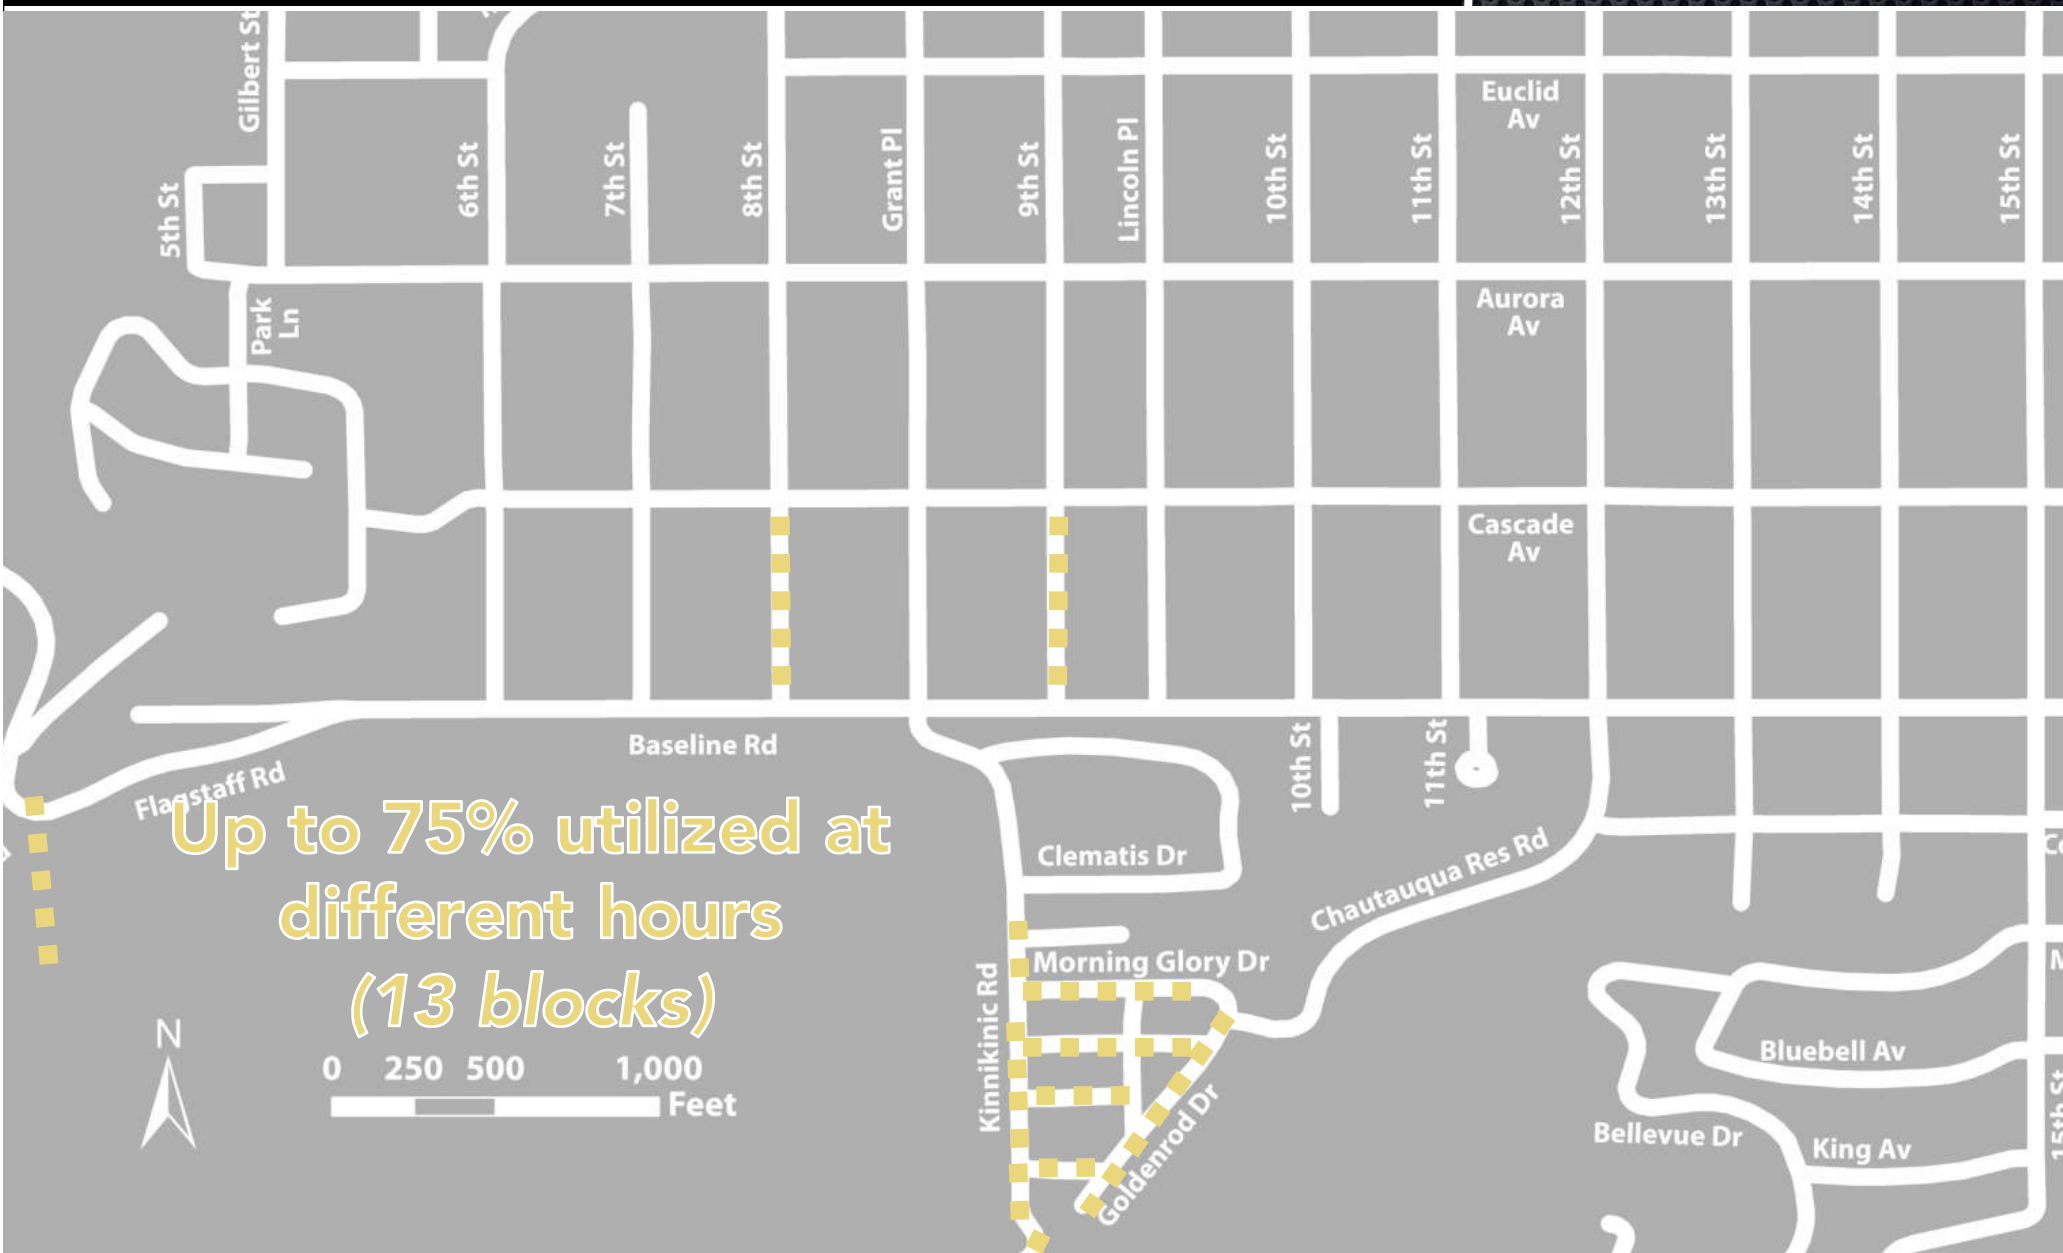 Gilbert St
Euclid
Av
5th St
6th St
7th St
8th St
Grant Pl
9th St
Lincoln Pl
10th St
11th St
12th St
13th St
14th St
15th St
Park
Ln
Aurora
Av
Cascade
Av
Baseline Rd
Flagstaff Rd
10th St
11th St
Up to 75% utilized at
different hours
(13 blocks)
Clematis Dr
Chautauqua Res Rd
Morning Glory Dr
Kinnikinic Rd
Goldenrod Dr
Bluebell Av
Bellevue Dr
King Av
15th St
N
0 250 500 1,000
Feet